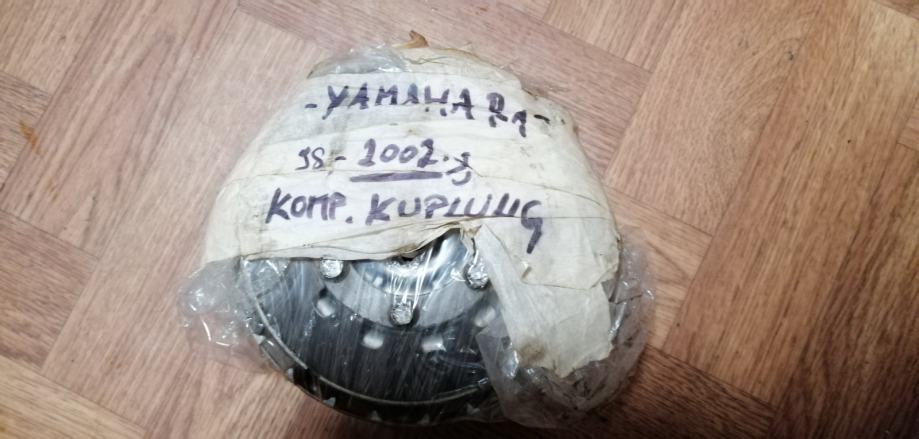 -YAMAHA R1-
98-2002.j
KOMP. KUPLUNG